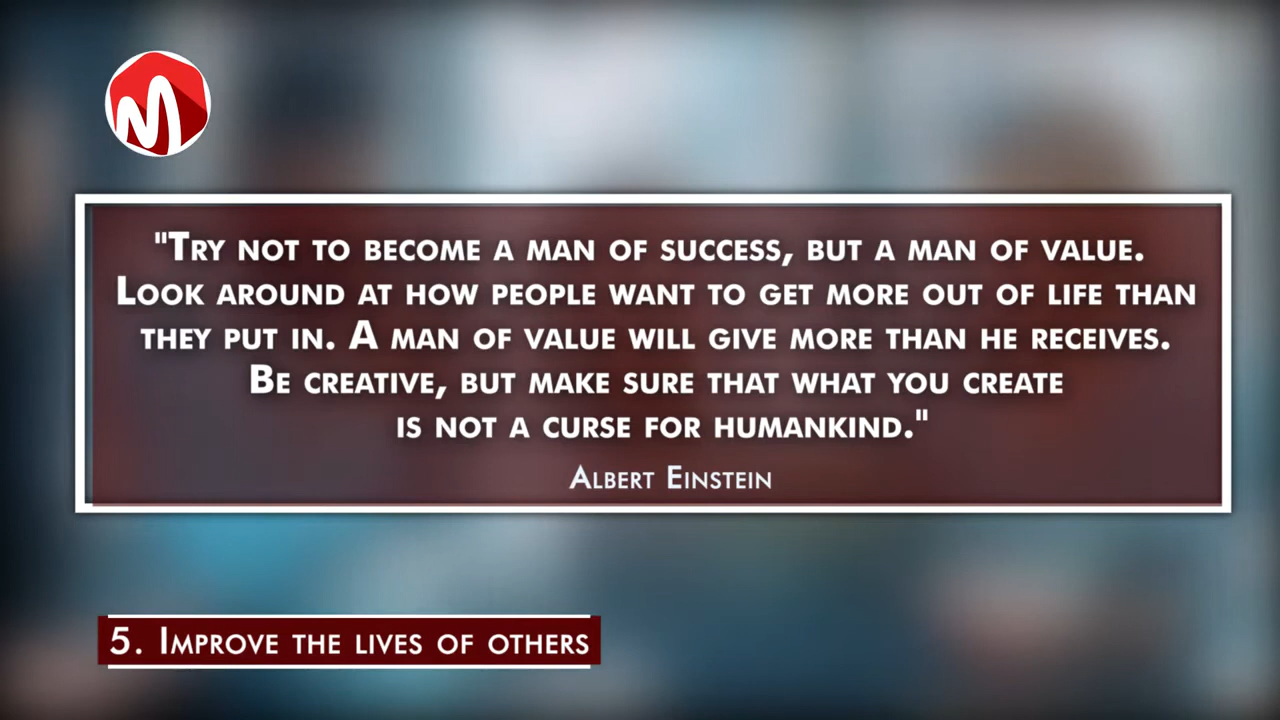 "Try not to become a man of success, but a man of value.
Look around at how people want to get more out of life than
they put in. A man of value will give more than he receives.
Be creative, but make sure that what you create
is not a curse for humankind."
Albert Einstein
5. Improve the lives of others